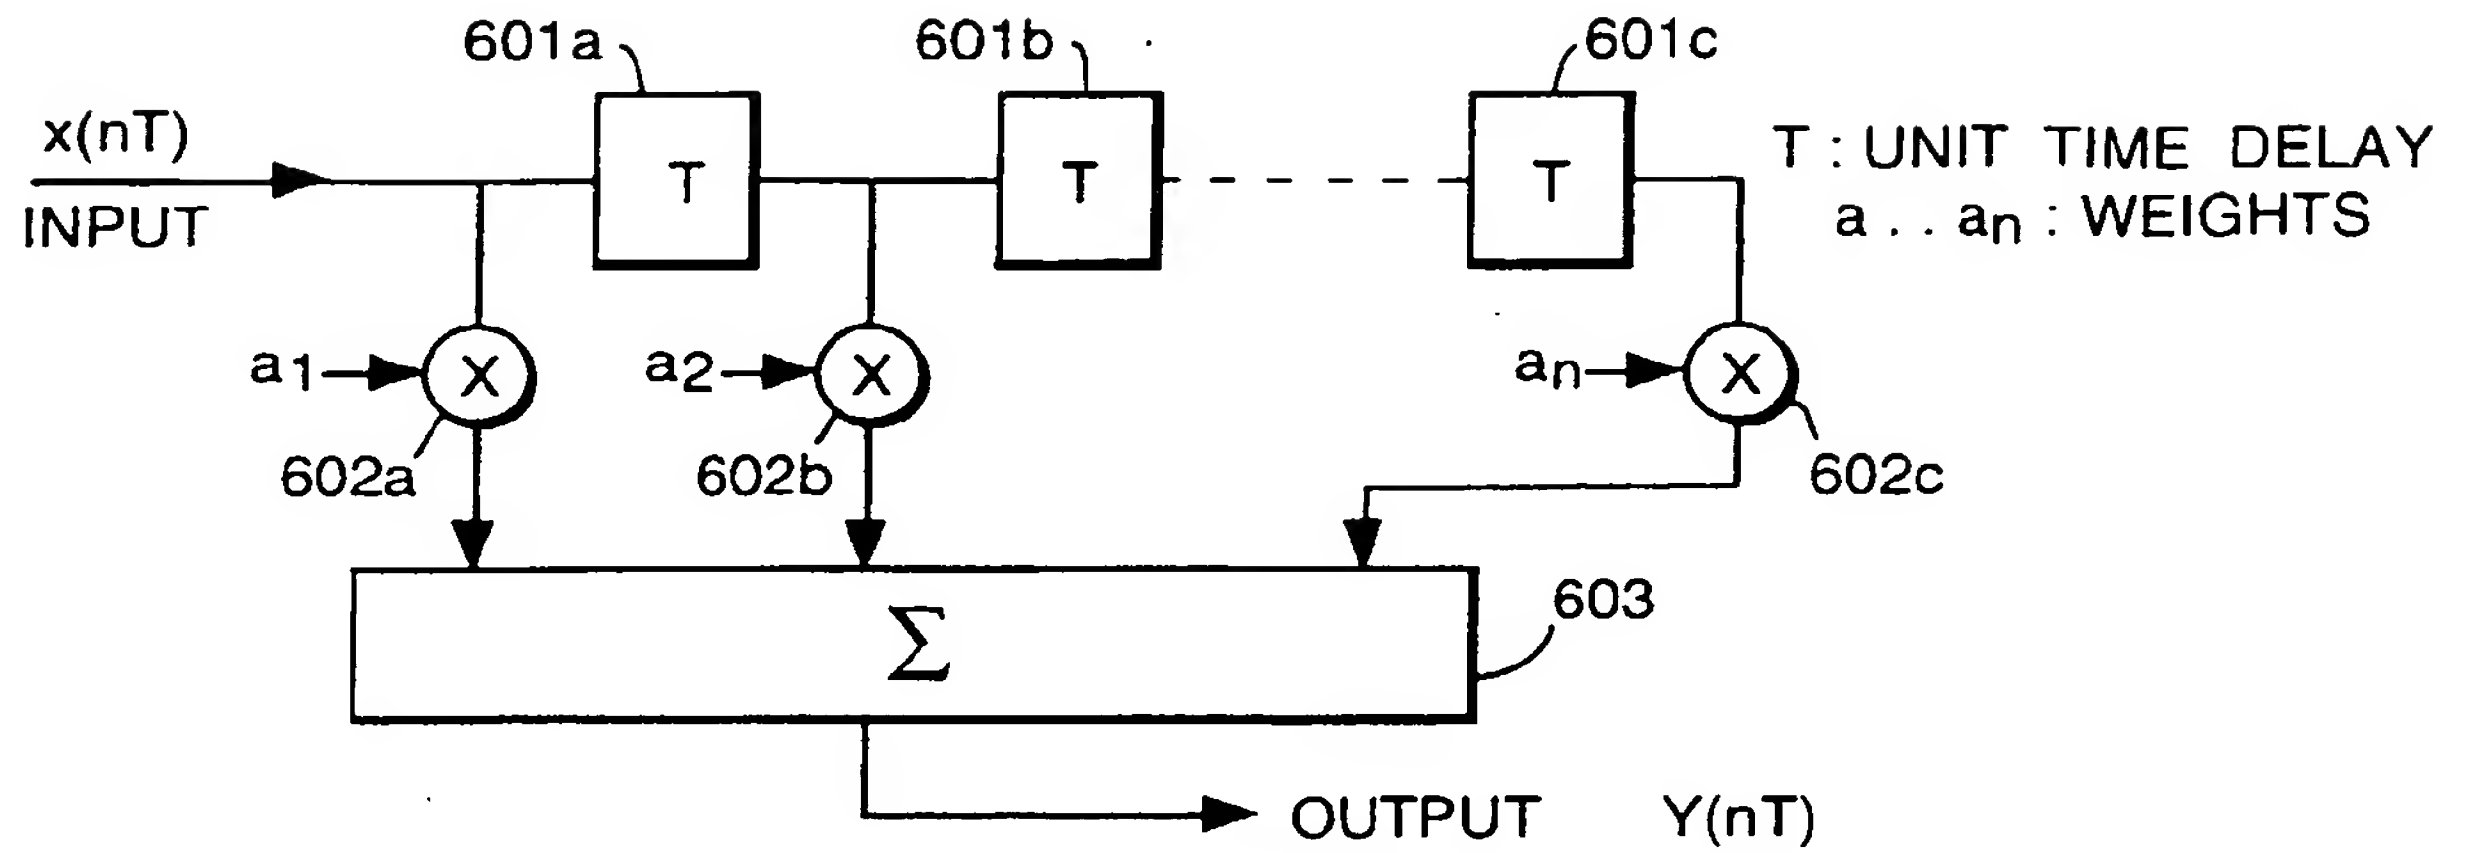 601a
601b
601c
x(nT)
INPUT
T
T
T
T : UNIT TIME DELAY
a . . an : WEIGHTS
a1
X
a2
X
an
X
602a
602b
602c
Σ
603
OUTPUT Y(nT)